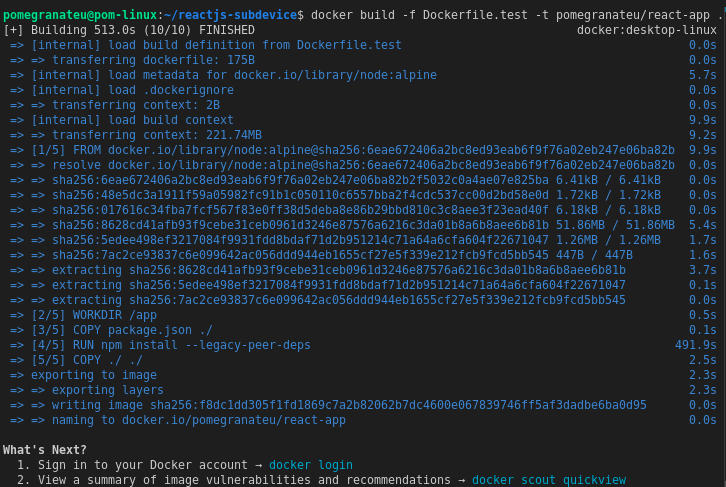 pomegranateu@pom-linux:~/reactjs-subdevice$ docker build -f Dockerfile.test -t pomegranateu/react-app .
[+] Building 513.0s (10/10) FINISHED docker:desktop-linux
=> [internal] load build definition from Dockerfile.test 0.0s
=> => transferring dockerfile: 175B 0.0s
=> [internal] load metadata for docker.io/library/node:alpine 5.7s
=> [internal] load .dockerignore 0.0s
=> => transferring context: 2B 0.0s
=> [internal] load build context 9.9s
=> => transferring context: 221.74MB 9.2s
=> [1/5] FROM docker.io/library/node:alpine@sha256:6eae672406a2bc8ed93eab6f9f76a02eb247e06ba82b 9.9s
=> => resolve docker.io/library/node:alpine@sha256:6eae672406a2bc8ed93eab6f9f76a02eb247e06ba82b 0.0s
=> => sha256:6eae672406a2bc8ed93eab6f9f76a02eb247e06ba82b2f5032c0a4ae07e825ba 6.41kB / 6.41kB 0.0s
=> => sha256:48e5dc3a1911f59a05982fc91b1c050110c6557bba2f4cdc537cc00d2bd58e0d 1.72kB / 1.72kB 0.0s
=> => sha256:017616c34fba7fcf567f83e0ff38d5deba8e86b29bbd810c3c8aee3f23ead40f 6.18kB / 6.18kB 0.0s
=> => sha256:8628cd41afb93f9cebe31ceb0961d3246e87576a6216c3da01b8a6b8aee6b81b 51.86MB / 51.86MB 5.4s
=> => sha256:5edee498ef3217084f9931fdd8bdaf71d2b951214c71a64a6cfa604f22671047 1.26MB / 1.26MB 1.7s
=> => sha256:7ac2ce93837c6e099642ac056ddd944eb1655cf27e5f339e212fcb9fcd5bb545 447B / 447B 1.6s
=> => extracting sha256:8628cd41afb93f9cebe31ceb0961d3246e87576a6216c3da01b8a6b8aee6b81b 3.7s
=> => extracting sha256:5edee498ef3217084f9931fdd8bdaf71d2b951214c71a64a6cfa604f22671047 0.1s
=> => extracting sha256:7ac2ce93837c6e099642ac056ddd944eb1655cf27e5f339e212fcb9fcd5bb545 0.0s
=> [2/5] WORKDIR /app 0.5s
=> [3/5] COPY package.json ./ 0.1s
=> [4/5] RUN npm install --legacy-peer-deps 491.9s
=> [5/5] COPY ./ ./ 2.5s
=> exporting to image 2.3s
=> => exporting layers 2.3s
=> => writing image sha256:f8dc1dd305f1fd1869c7a2b82062b7dc4600e067839746ff5af3dadbe6ba0d95 0.0s
=> => naming to docker.io/pomegranateu/react-app 0.0s
What's Next?
1. Sign in to your Docker account → docker login
2. View a summary of image vulnerabilities and recommendations → docker scout quickview